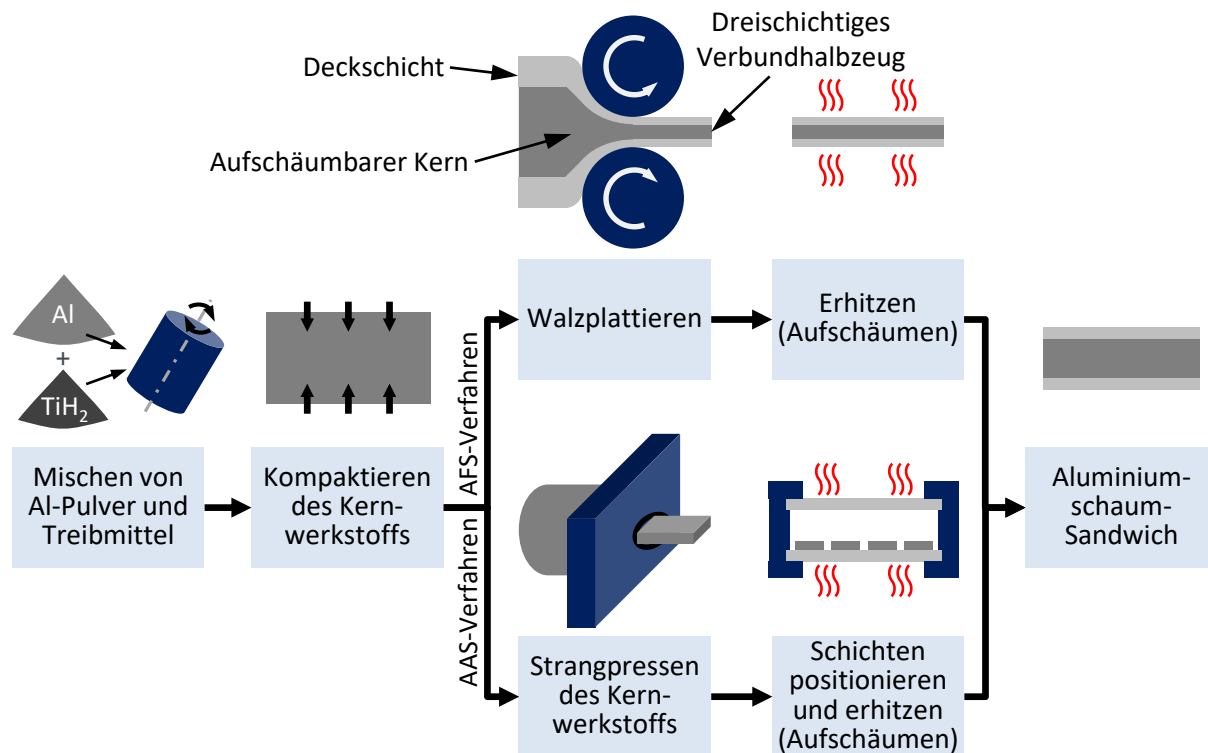 Dreischichtiges
Verbundhalbzeug
Deckschicht
Aufschäumbarer Kern
Al
+
TiH₂
Mischen von
Al-Pulver und
Treibmittel
Kompaktieren
des Kern-
werkstoffs
AFS-Verfahren
AAS-Verfahren
Walzplattieren
Erhitzen
(Aufschäumen)
Strangpressen
des Kern-
werkstoffs
Schichten
positionieren
und erhitzen
(Aufschäumen)
Aluminium-
schaum-
Sandwich